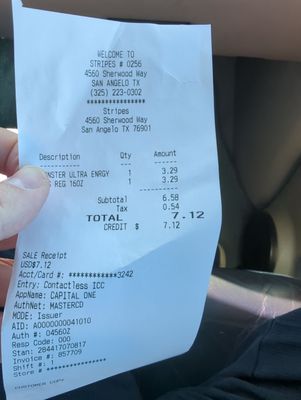 WELCOME TO
STRIPES # 0256
4560 Sherwood Way
SAN ANGELO TX
(325) 223-0302
****************
Stripes
4560 Sherwood Way
San Angelo TX 76901
Description Qty Amount
----------- --- ------
NSTER ULTRA ENRGY 1 3.29
REG 16OZ 1 3.29
----------
Subtotal 6.58
Tax 0.54
TOTAL 7.12
CREDIT $ 7.12
SALE Receipt
USD$7.12
Acct/Card #: ************3242
Entry: Contactless ICC
AppName: CAPITAL ONE
AuthNet: MASTERCD
MODE: Issuer
AID: A0000000041010
Auth #: 04560Z
Resp Code: 000
Stan: 284417070817
Invoice #: 857709
Shift #: 1
Store # ****************
CUSTOMER COPY